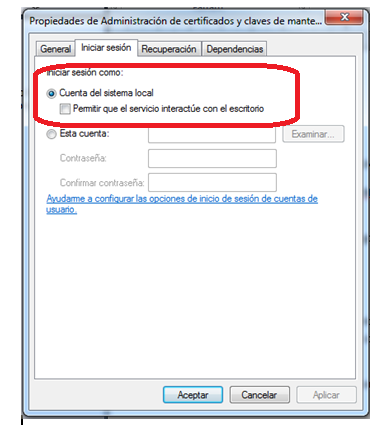 Propiedades de Administración de certificados y claves de mante...
General Iniciar sesión Recuperación Dependencias
Iniciar sesión como:
Cuenta del sistema local
Permitir que el servicio interactúe con el escritorio
Esta cuenta: Examinar...
Contraseña:
Confirmar contraseña:
Ayudarme a configurar las opciones de inicio de sesión de cuentas de
usuario.
Aceptar Cancelar Aplicar